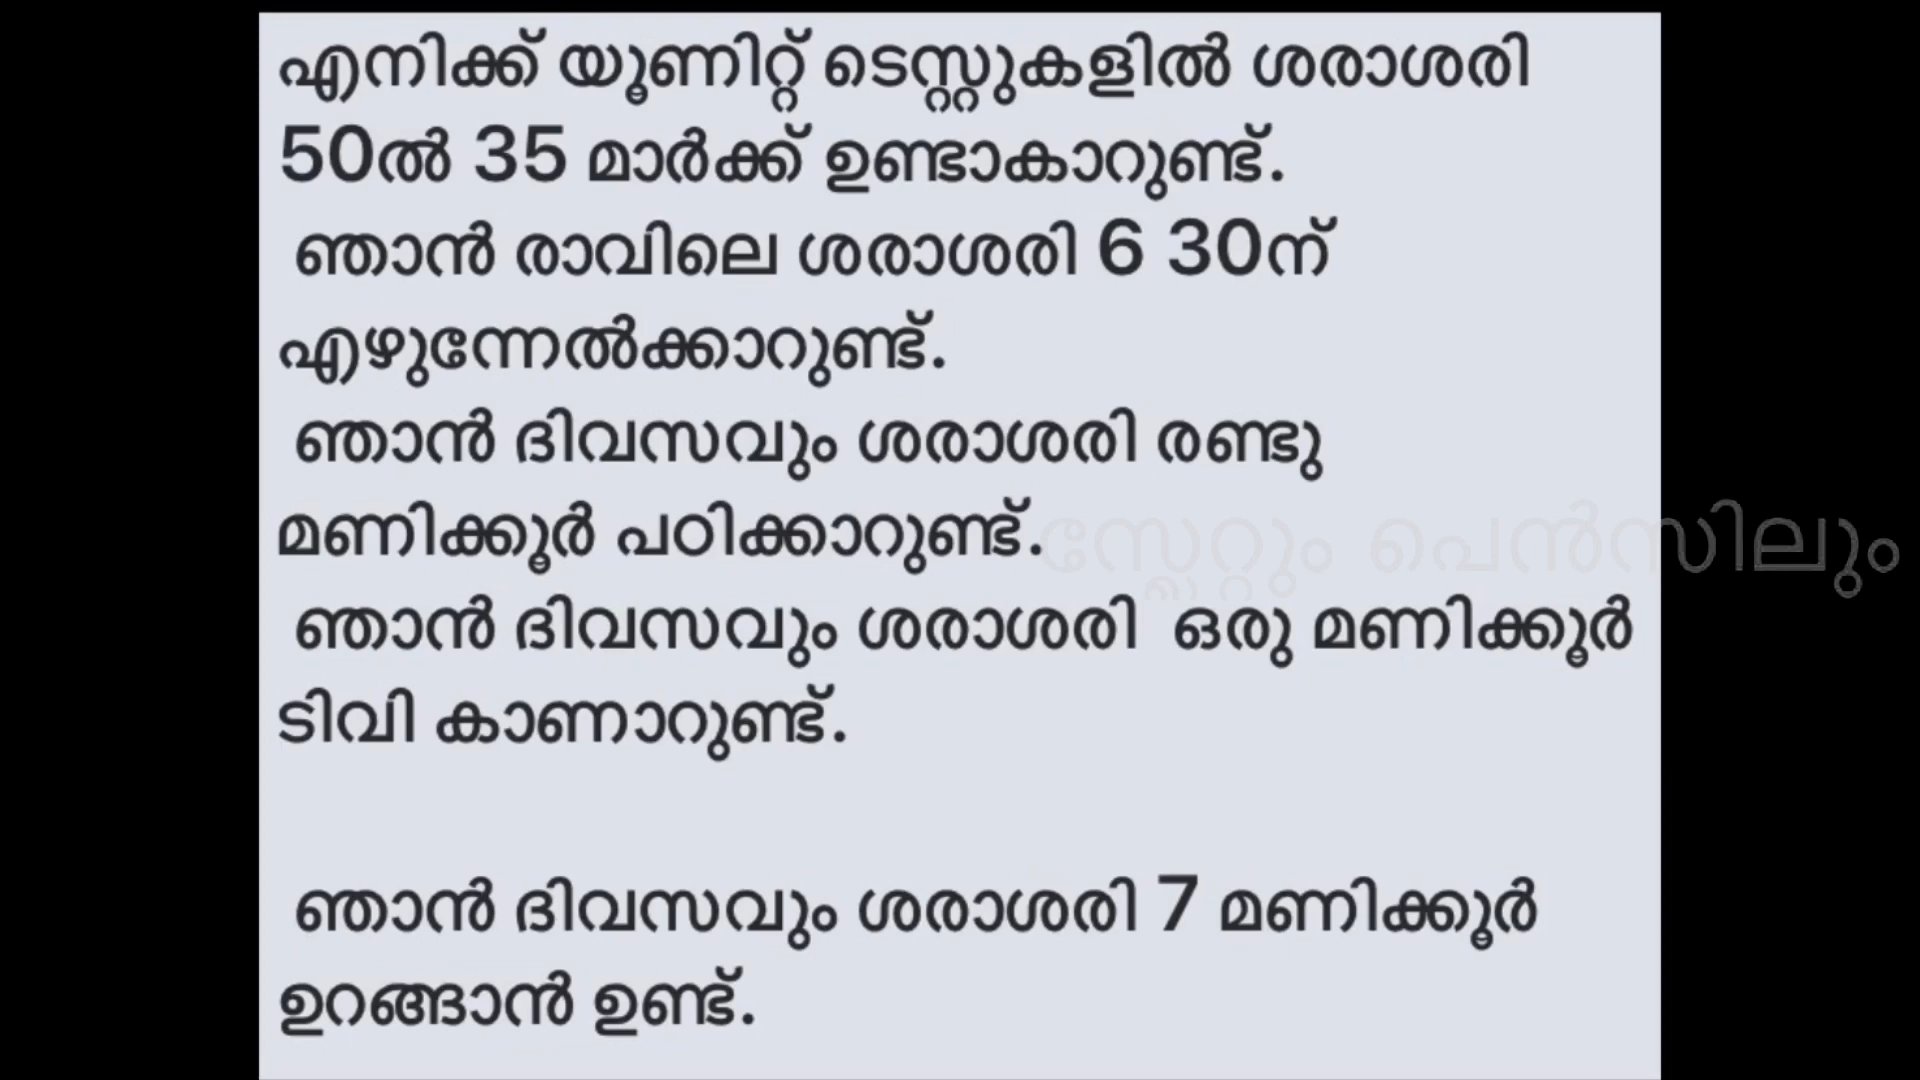 എനിക്ക് യൂണിറ്റ് ടെസ്റ്റുകളിൽ ശരാശരി
50ൽ 35 മാർക്ക് ഉണ്ടാകാറുണ്ട്.
ഞാൻ രാവിലെ ശരാശരി 6 30ന്
എഴുന്നേൽക്കാറുണ്ട്.
ഞാൻ ദിവസവും ശരാശരി രണ്ടു
മണിക്കൂർ പഠിക്കാറുണ്ട്.
സ്ലേറ്റും പെൻസിലും
ഞാൻ ദിവസവും ശരാശരി ഒരു മണിക്കൂർ
ടിവി കാണാറുണ്ട്.
ഞാൻ ദിവസവും ശരാശരി 7 മണിക്കൂർ
ഉറങ്ങാൻ ഉണ്ട്.